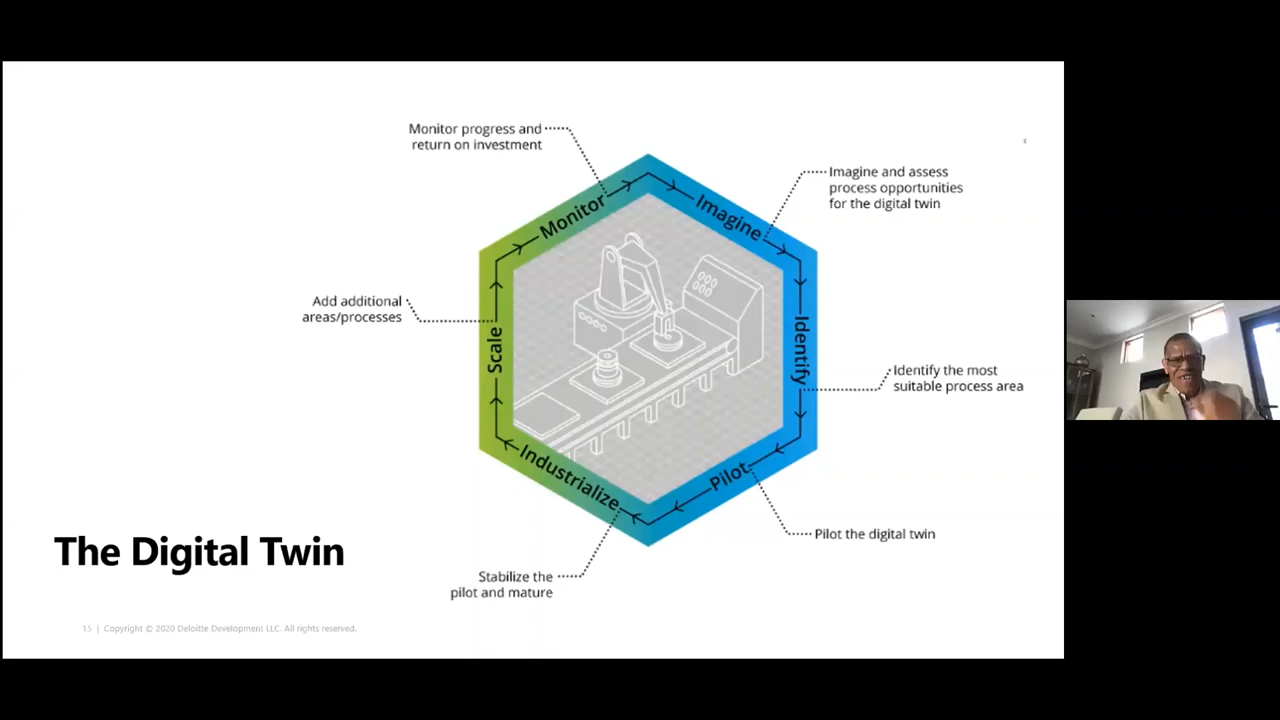 Monitor progress and
return on investment
Imagine and assess
process opportunities
for the digital twin
Monitor
Imagine
Add additional
areas/processes
Scale
Identify
Identify the most
suitable process area
Industrialize
Pilot
Pilot the digital twin
The Digital Twin
Stabilize the
pilot and mature
15 | Copyright © 2020 Deloitte Development LLC. All rights reserved.